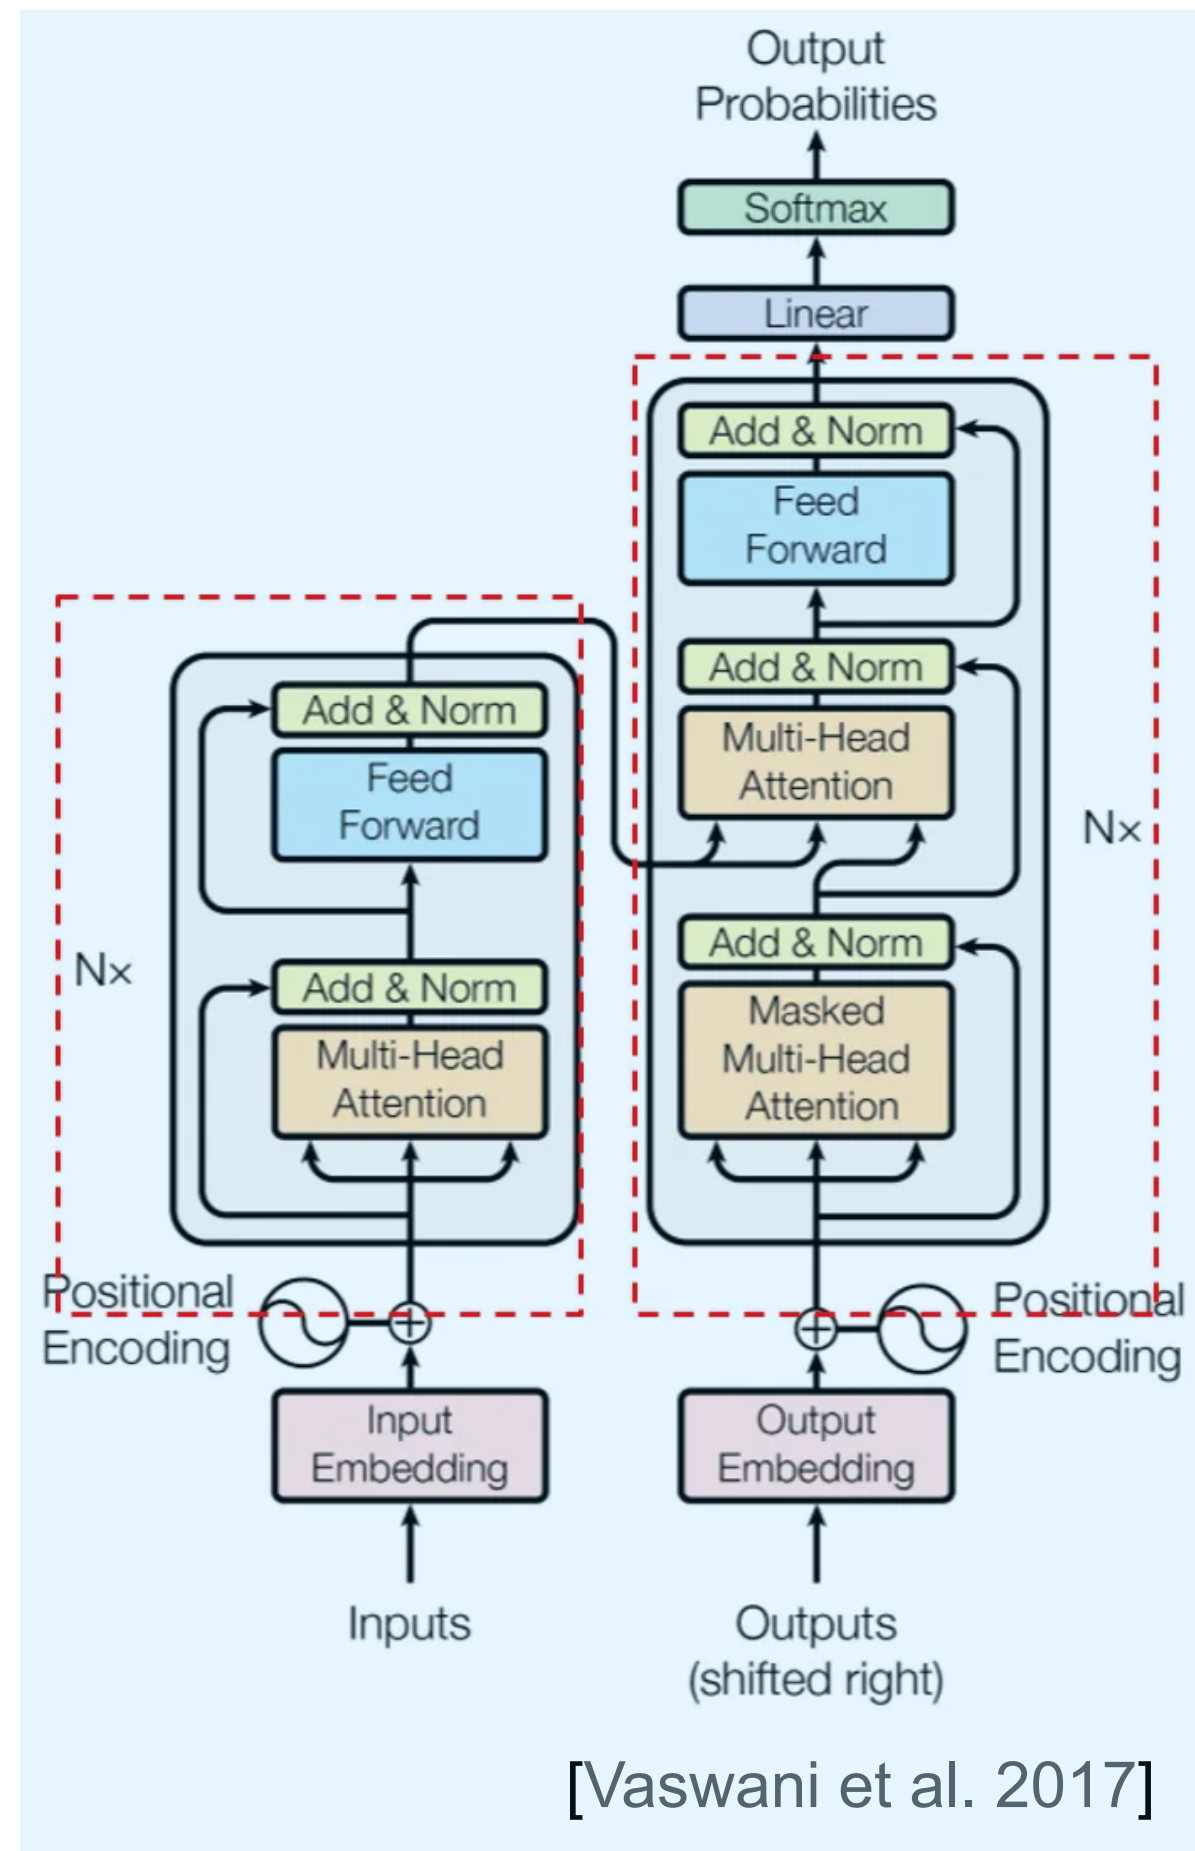 Output
Probabilities
Softmax
Linear
Add & Norm
Feed
Forward
Add & Norm
Multi-Head
Attention
Nx
Add & Norm
Masked
Multi-Head
Attention
Add & Norm
Feed
Forward
Nx
Add & Norm
Multi-Head
Attention
Positional
Encoding
Positional
Encoding
Input
Embedding
Output
Embedding
Inputs
Outputs
(shifted right)
[Vaswani et al. 2017]